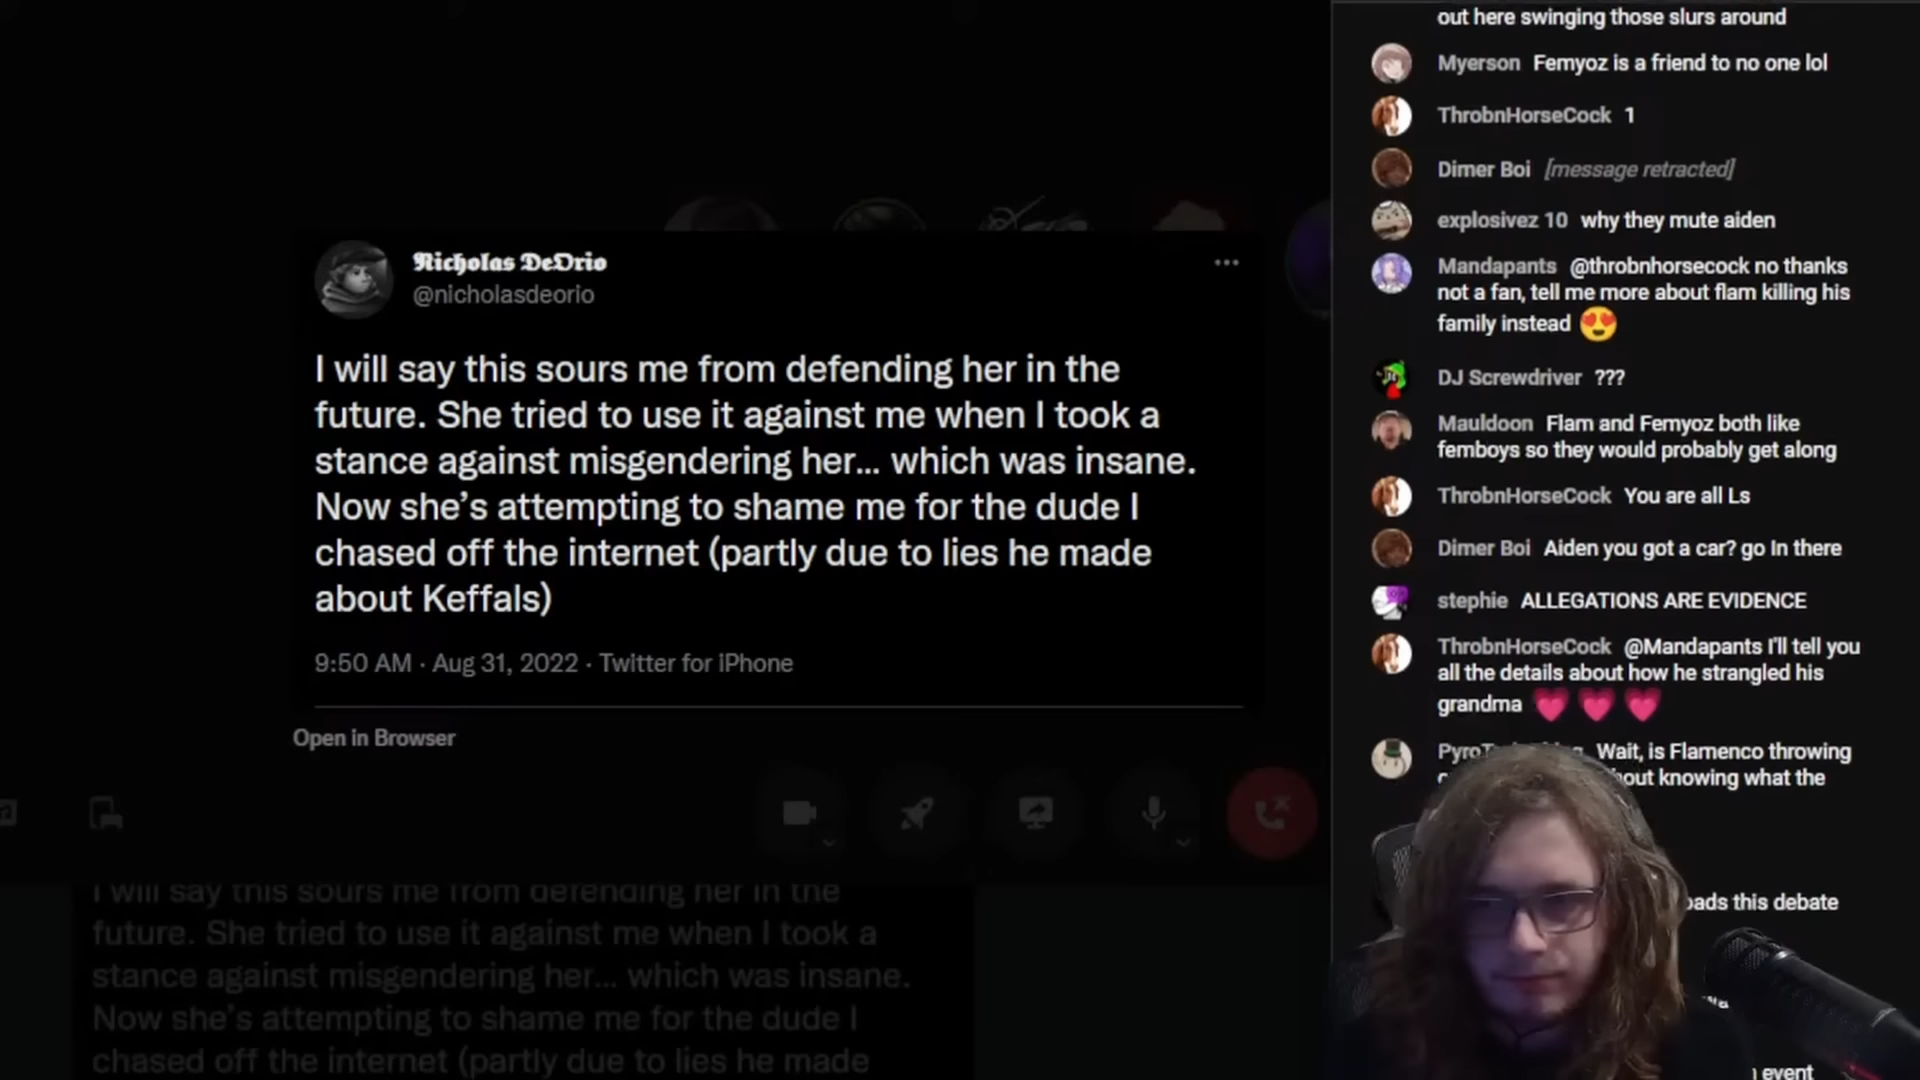 𝕹icholas DeOrio
@nicholasdeorio
I will say this sours me from defending her in the
future. She tried to use it against me when I took a
stance against misgendering her... which was insane.
Now she’s attempting to shame me for the dude I
chased off the internet (partly due to lies he made
about Keffals)
9:50 AM · Aug 31, 2022 · Twitter for iPhone
Open in Browser
I will say this sours me from defending her in the
future. She tried to use it against me when I took a
stance against misgendering her... which was insane.
Now she's attempting to shame me for the dude I
chased off the internet (partly due to lies he made
out here swinging those slurs around
Myerson Femyoz is a friend to no one lol
ThrobnHorseCock 1
Dimer Boi [message retracted]
explosivez 10 why they mute aiden
Mandapants @throbnhorsecock no thanks
not a fan, tell me more about flam killing his
family instead 😍
DJ Screwdriver ???
Mauldoon Flam and Femyoz both like
femboys so they would probably get along
ThrobnHorseCock You are all Ls
Dimer Boi Aiden you got a car? go In there
stephie ALLEGATIONS ARE EVIDENCE
ThrobnHorseCock @Mandapants I'll tell you
all the details about how he strangled his
grandma 💗 💗 💗
Wait, is Flamenco throwing
knowing what the
this debate
event